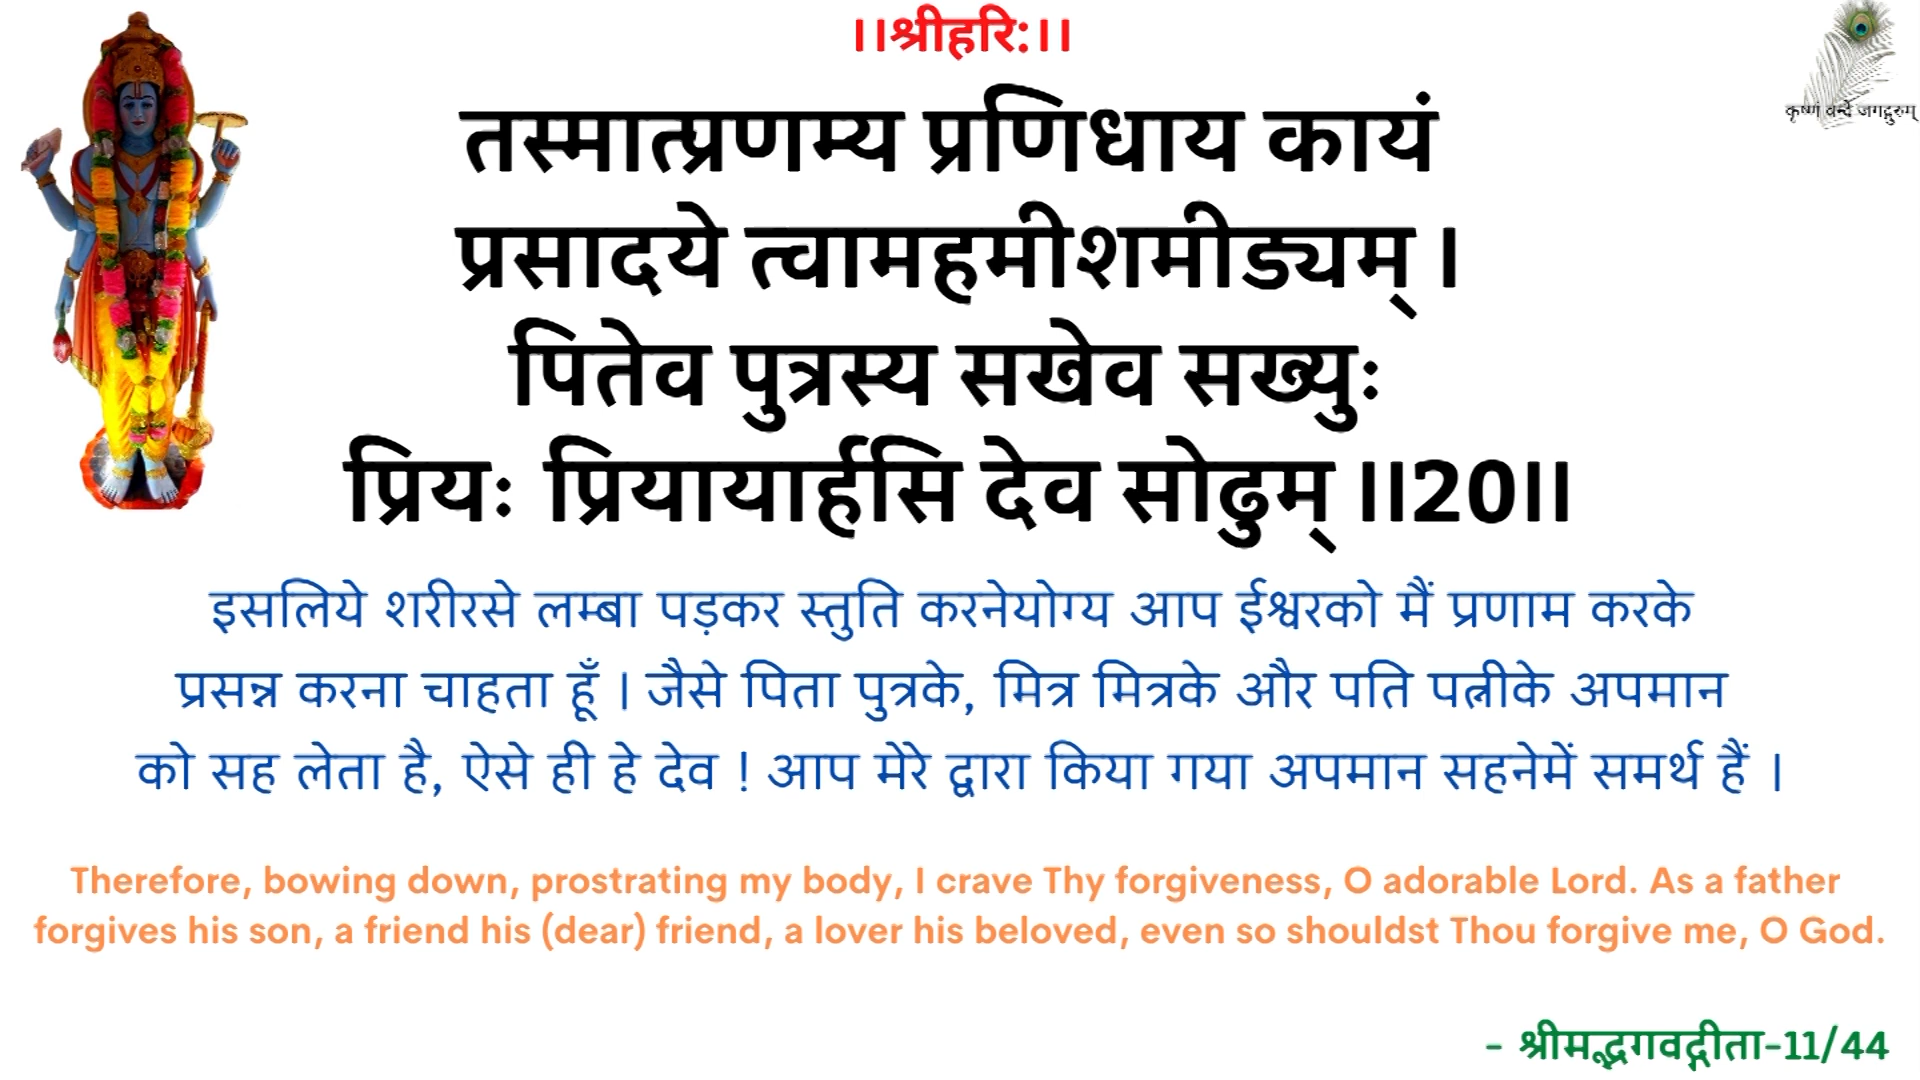 ।।श्रीहरि:।।
कृष्णं वन्दे जगद्गुरुम्
तस्मात्प्रणम्य प्रणिधाय कायं
प्रसादये त्वामहमीशमीड्यम् ।
पितेव पुत्रस्य सखेव सख्युः
प्रियः प्रियायार्हसि देव सोढुम् ।।20।।
इसलिये शरीरसे लम्बा पड़कर स्तुति करनेयोग्य आप ईश्वरको मैं प्रणाम करके
प्रसन्न करना चाहता हूँ । जैसे पिता पुत्रके, मित्र मित्रके और पति पत्नीके अपमान
को सह लेता है, ऐसे ही हे देव ! आप मेरे द्वारा किया गया अपमान सहनेमें समर्थ हैं ।
Therefore, bowing down, prostrating my body, I crave Thy forgiveness, O adorable Lord. As a father
forgives his son, a friend his (dear) friend, a lover his beloved, even so shouldst Thou forgive me, O God.
- श्रीमद्भगवद्गीता-11/44